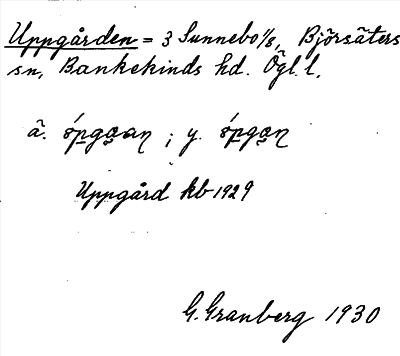 Uppgården = 3 Sunnebo 1/8, Björsäters
sn, Bankekinds hd. Ögl. l.
ä. ; y.
Uppgård kb 1929
G. Granberg 1930